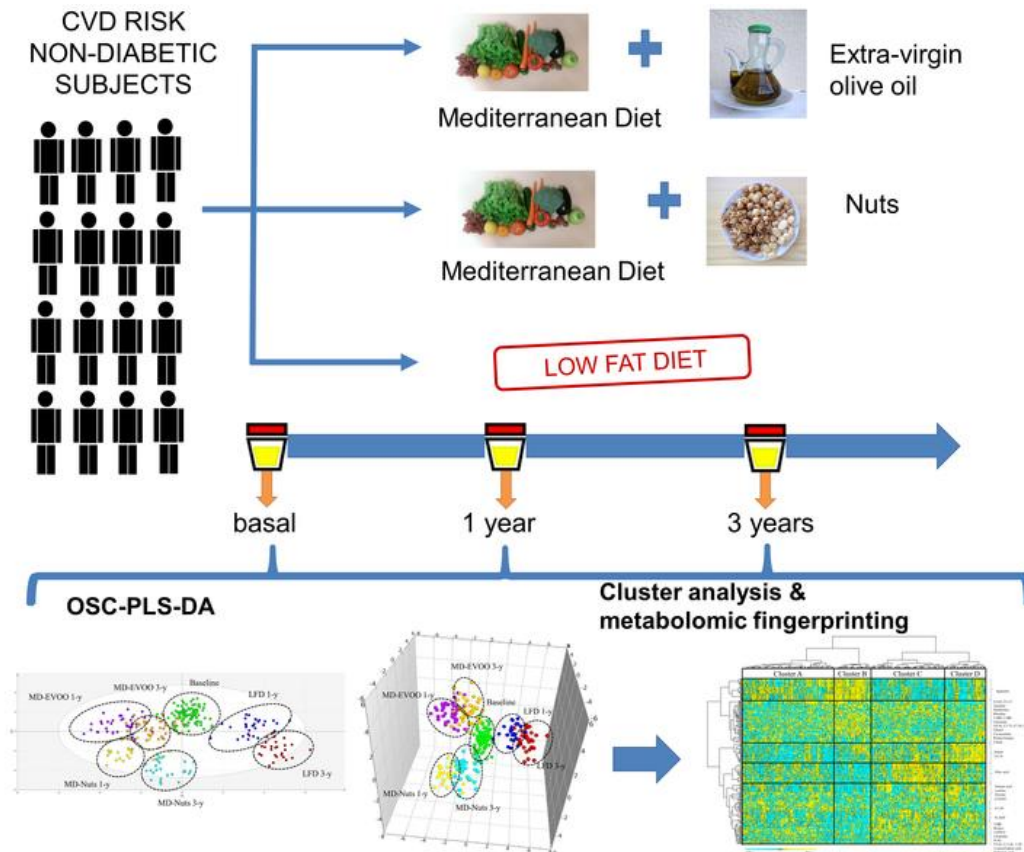 CVD RISK
NON-DIABETIC
SUBJECTS
Mediterranean Diet
Extra-virgin
olive oil
Mediterranean Diet
Nuts
LOW FAT DIET
basal
1 year
3 years
OSC-PLS-DA
Cluster analysis &
metabolomic fingerprinting
MD-EVOO 1-y
MD-EVOO 3-y
Baseline
LFD 1-y
MD-Nuts 1-y
MD-Nuts 3-y
LFD 3-y
MD-EVOO 3-y
MD-EVOO 1-y
Baseline
LFD 1-y
LFD 3-y
MD-Nuts 1-y
MD-Nuts 3-y
Cluster A
Cluster B
Cluster C
Cluster D